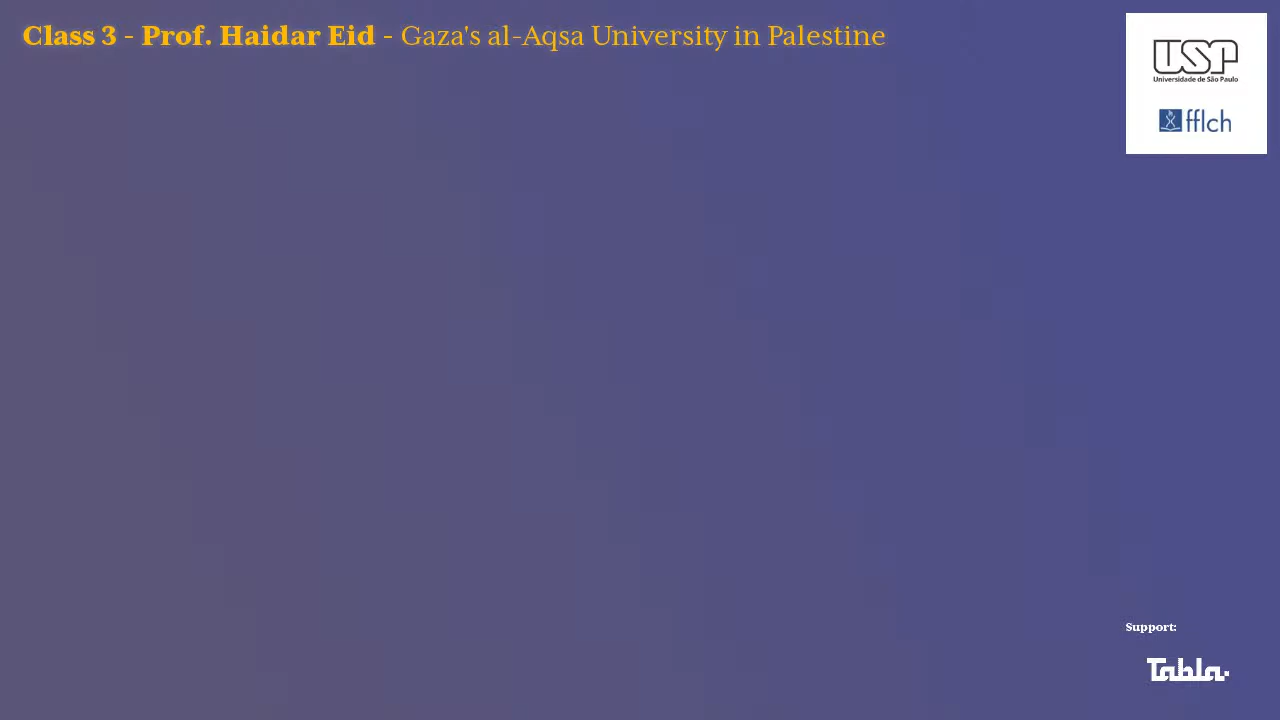 Class 3 - Prof. Haidar Eid - Gaza's al-Aqsa University in Palestine
USP
Universidade de São Paulo
fflch
Support:
Tabla.